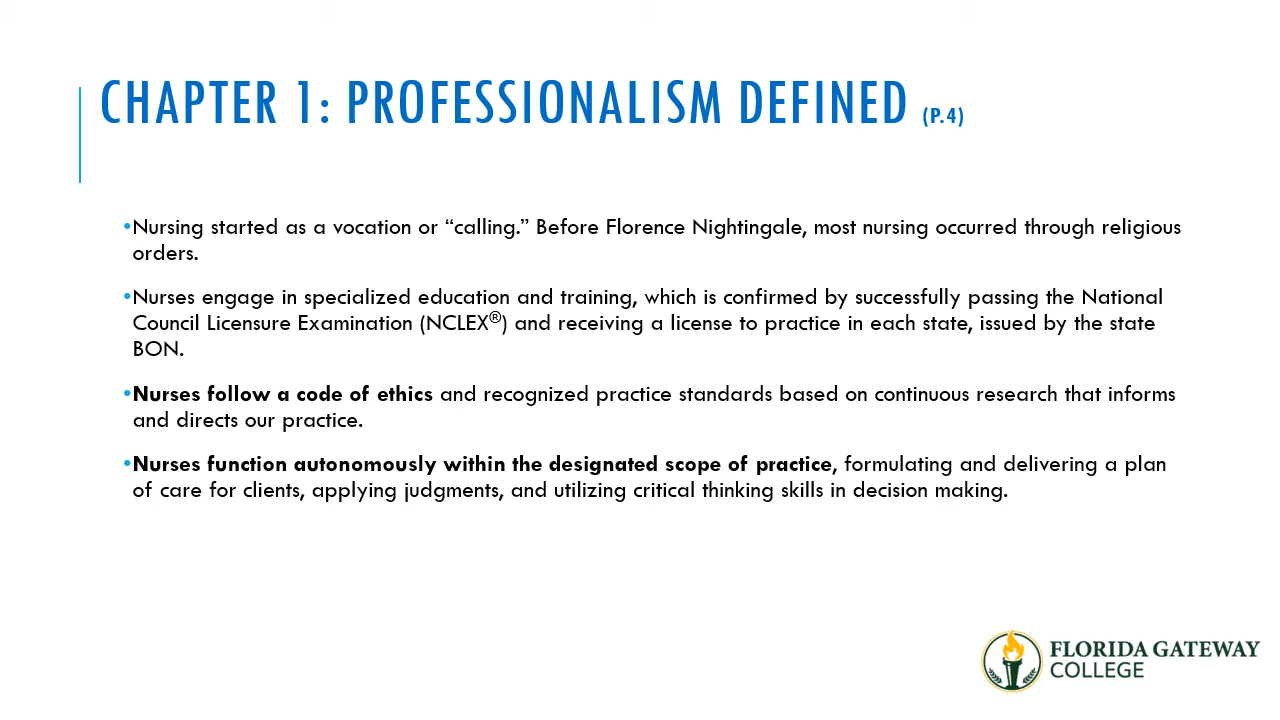 CHAPTER 1: PROFESSIONALISM DEFINED (P.4)
•Nursing started as a vocation or “calling.” Before Florence Nightingale, most nursing occurred through religious
orders.
•Nurses engage in specialized education and training, which is confirmed by successfully passing the National
Council Licensure Examination (NCLEX®) and receiving a license to practice in each state, issued by the state
BON.
•Nurses follow a code of ethics and recognized practice standards based on continuous research that informs
and directs our practice.
•Nurses function autonomously within the designated scope of practice, formulating and delivering a plan
of care for clients, applying judgments, and utilizing critical thinking skills in decision making.
FLORIDA GATEWAY
COLLEGE